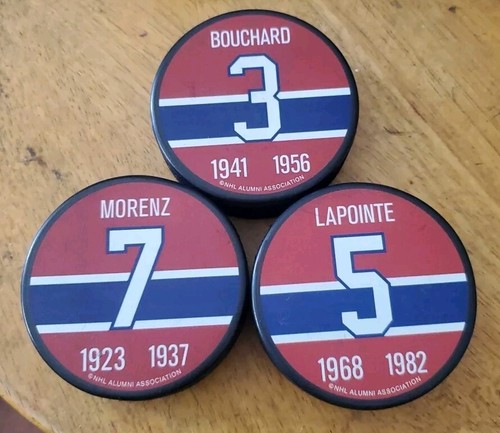 BOUCHARD
3
1941 1956
©NHL ALUMNI ASSOCIATION
MORENZ
7
1923 1937
©NHL ALUMNI ASSOCIATION
LAPOINTE
5
1968 1982
©NHL ALUMNI ASSOCIATION